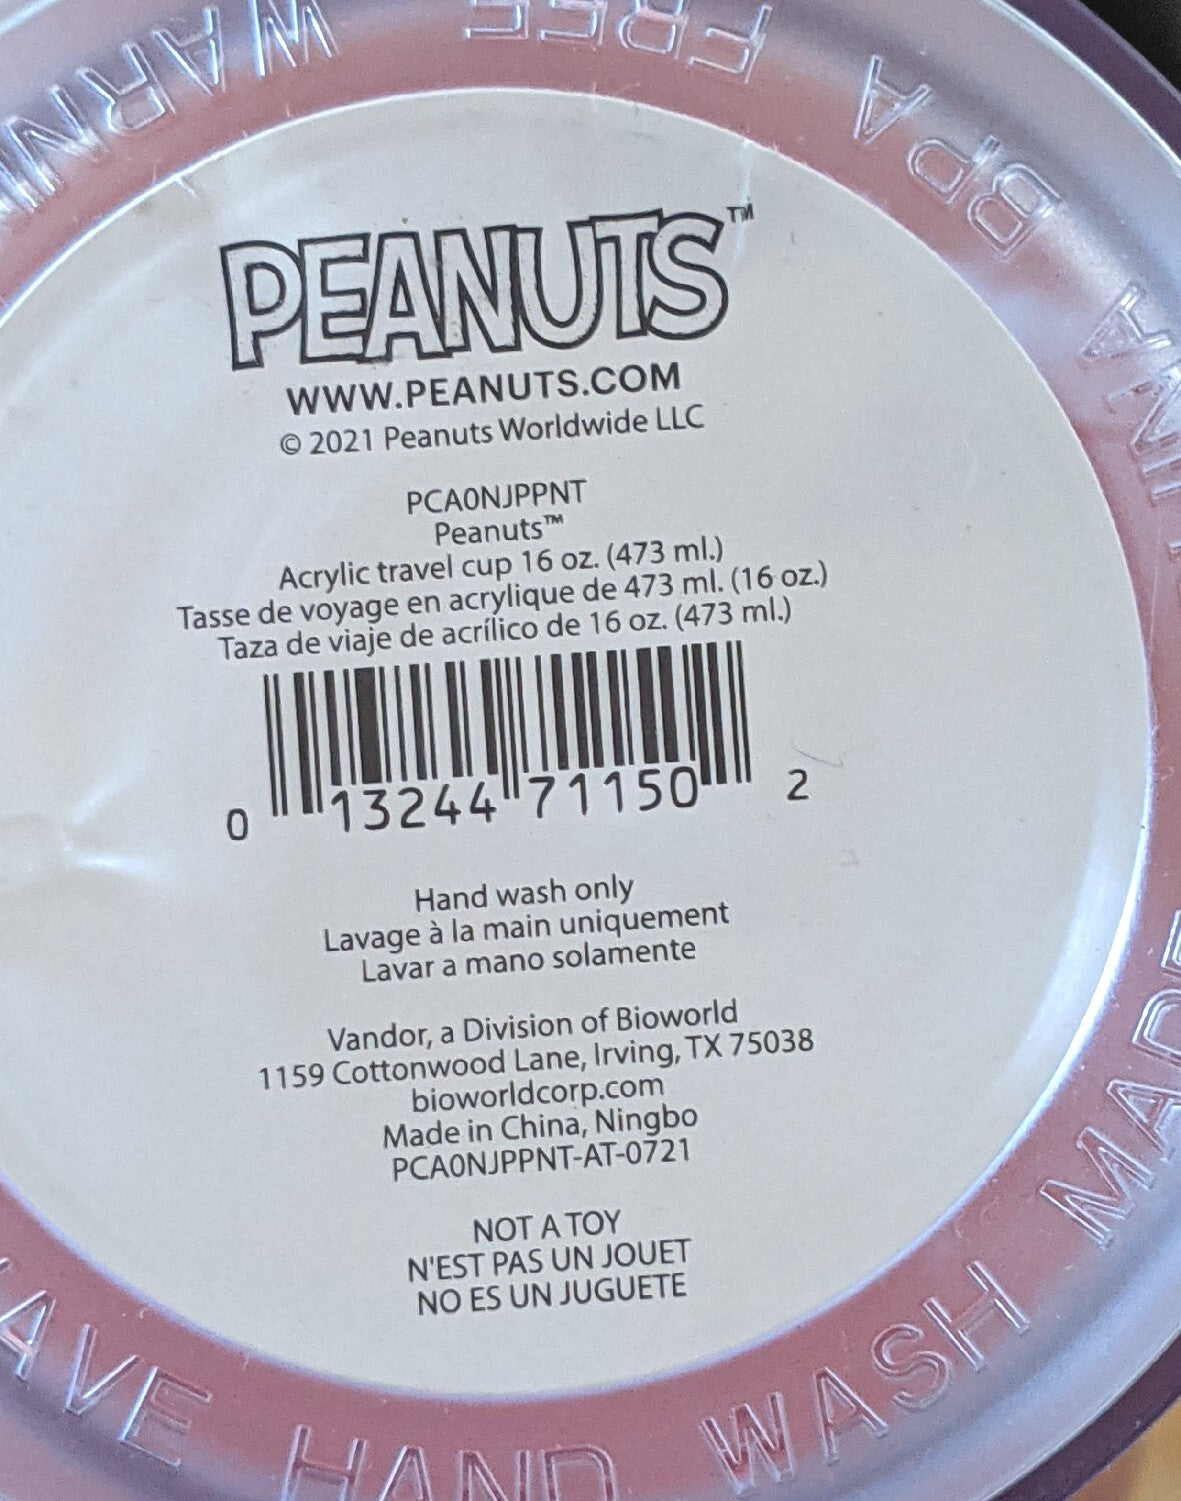 PEANUTS™
WWW.PEANUTS.COM
© 2021 Peanuts Worldwide LLC
PCA0NJPPNT
Peanuts™
Acrylic travel cup 16 oz. (473 ml.)
Tasse de voyage en acrylique de 473 ml. (16 oz.)
Taza de viaje de acrílico de 16 oz. (473 ml.)
0 13244 71150 2
Hand wash only
Lavage à la main uniquement
Lavar a mano solamente
Vandor, a Division of Bioworld
1159 Cottonwood Lane, Irving, TX 75038
bioworldcorp.com
Made in China, Ningbo
PCA0NJPPNT-AT-0721
NOT A TOY
N'EST PAS UN JOUET
NO ES UN JUGUETE
HAND WASH MADE
BPA FREE